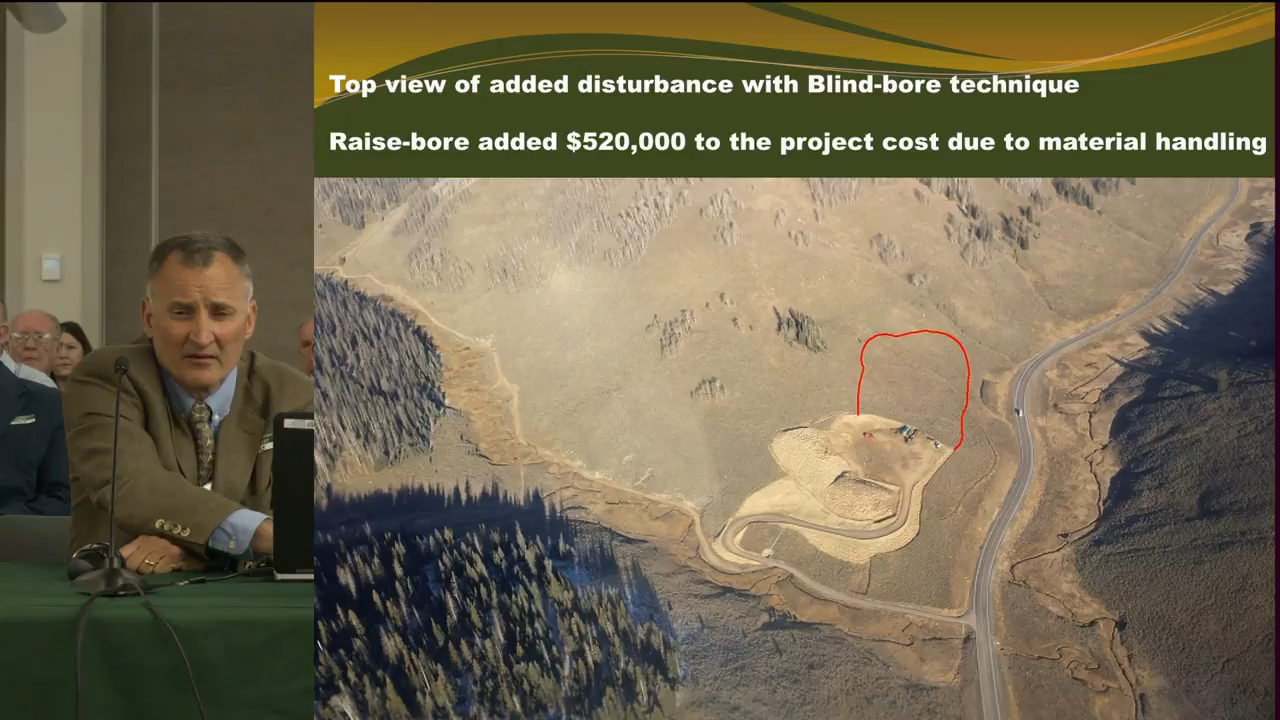 Top view of added disturbance with Blind-bore technique
Raise-bore added $520,000 to the project cost due to material handling